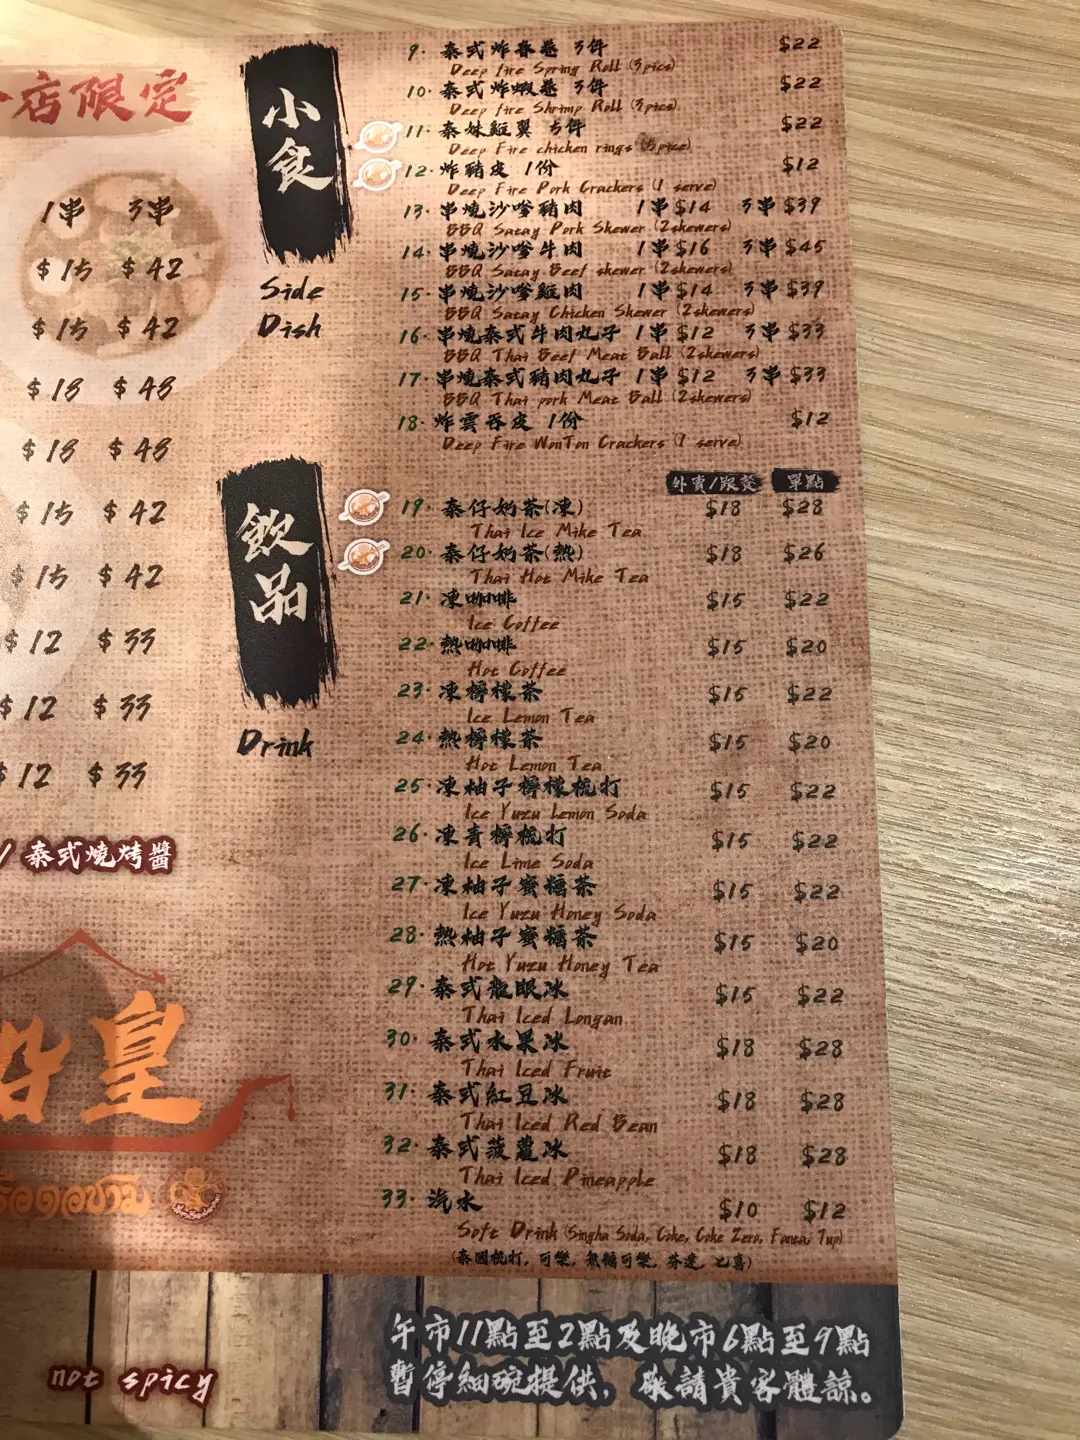 店限定
1串 3串
$15 $42
$15 $42
$18 $48
$18 $48
$15 $42
$15 $42
$12 $33
$12 $33
$12 $33
/ 泰式燒烤醬
船皇
not spicy
小食
Side
Dish
9. 泰式炸春卷 3件 $22
Deep fire Spring Roll (3pics)
10. 泰式炸蝦卷 3件 $22
Deep fire Shrimp Roll (3pics)
11. 泰妹雞翼 5件 $22
Deep Fire chicken rings (5pice)
12. 炸豬皮 1份 $12
Deep Fire Pork Crackers (1 serve)
13. 串燒沙嗲豬肉 1串$14 3串$39
BBQ Satay Pork Skewer (2skewers)
14. 串燒沙嗲牛肉 1串$16 3串$45
BBQ Satay Beef skewer (2skewers)
15. 串燒沙嗲雞肉 1串$14 3串$39
BBQ Satay Chicken Skewer (2skewers)
16. 串燒泰式牛肉丸子 1串$12 3串$33
BBQ Thai Beef Meat Ball (2skewers)
17. 串燒泰式豬肉丸子 1串$12 3串$33
BBQ Thai pork Meat Ball (2skewers)
18. 炸雲吞皮 1份 $12
Deep Fire WonTon Crackers (1 serve)
飲品
Drink
外賣/跟餐 單點
19. 泰仔奶茶(凍) $18 $28
Thai Ice Mike Tea
20. 泰仔奶茶(熱) $18 $26
Thai Hot Mike Tea
21. 凍咖啡 $15 $22
Ice Coffee
22. 熱咖啡 $15 $20
Hot Coffee
23. 凍檸檬茶 $15 $22
Ice Lemon Tea
24. 熱檸檬茶 $15 $20
Hot Lemon Tea
25. 凍柚子檸檬梳打 $15 $22
Ice Yuzu Lemon Soda
26. 凍青檸梳打 $15 $22
Ice Lime Soda
27. 凍柚子蜜糖茶 $15 $22
Ice Yuzu Honey Soda
28. 熱柚子蜜糖茶 $15 $20
Hot Yuzu Honey Tea
29. 泰式龍眼冰 $15 $22
Thai Iced Longan
30. 泰式水果冰 $18 $28
Thai Iced Fruit
31. 泰式紅豆冰 $18 $28
Thai Iced Red Bean
32. 泰式菠蘿冰 $18 $28
Thai Iced Pineapple
33. 汽水 $10 $12
Soft Drink (Singha Soda, Coke, Coke Zero, Fanta, 7up)
(泰國梳打, 可樂, 無糖可樂, 芬達, 七喜)
午市11點至2點及晚市6點至9點
暫停細碗提供, 敬請貴客體諒。